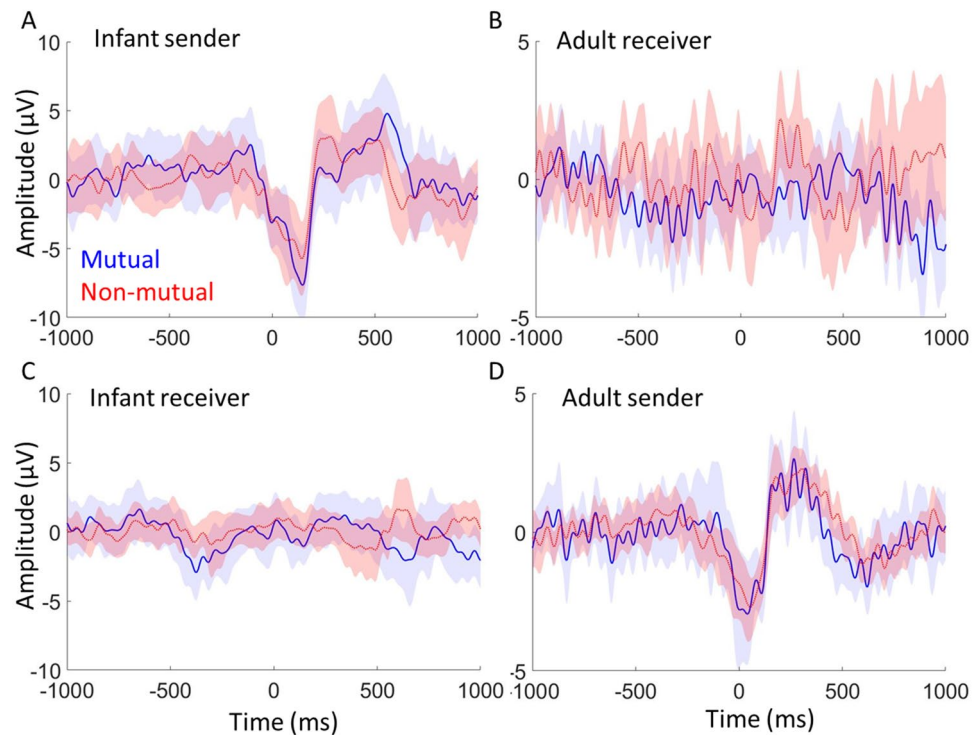 A
Infant sender
10
5
0
-5
-10
Amplitude (µV)
Mutual
Non-mutual
-1000 -500 0 500 1000
B
Adult receiver
5
0
-5
-1000 -500 0 500 1000
C
Infant receiver
10
5
0
-5
-10
Amplitude (µV)
-1000 -500 0 500 1000
Time (ms)
D
Adult sender
5
0
-5
-1000 -500 0 500 1000
Time (ms)